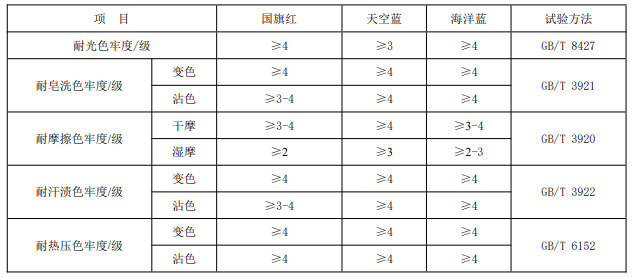 项 目 国旗红 天空蓝 海洋蓝 试验方法
耐光色牢度/级 ≥4 ≥3 ≥4 GB/T 8427
耐皂洗色牢度/级 变色 ≥4 ≥4 ≥4 GB/T 3921
沾色 ≥3-4 ≥4 ≥4
耐摩擦色牢度/级 干摩 ≥3-4 ≥4 ≥3-4 GB/T 3920
湿摩 ≥2 ≥3 ≥2-3
耐汗渍色牢度/级 变色 ≥4 ≥4 ≥4 GB/T 3922
沾色 ≥3-4 ≥4 ≥4
耐热压色牢度/级 变色 ≥4 ≥4 ≥4 GB/T 6152
沾色 ≥4 ≥4 ≥4